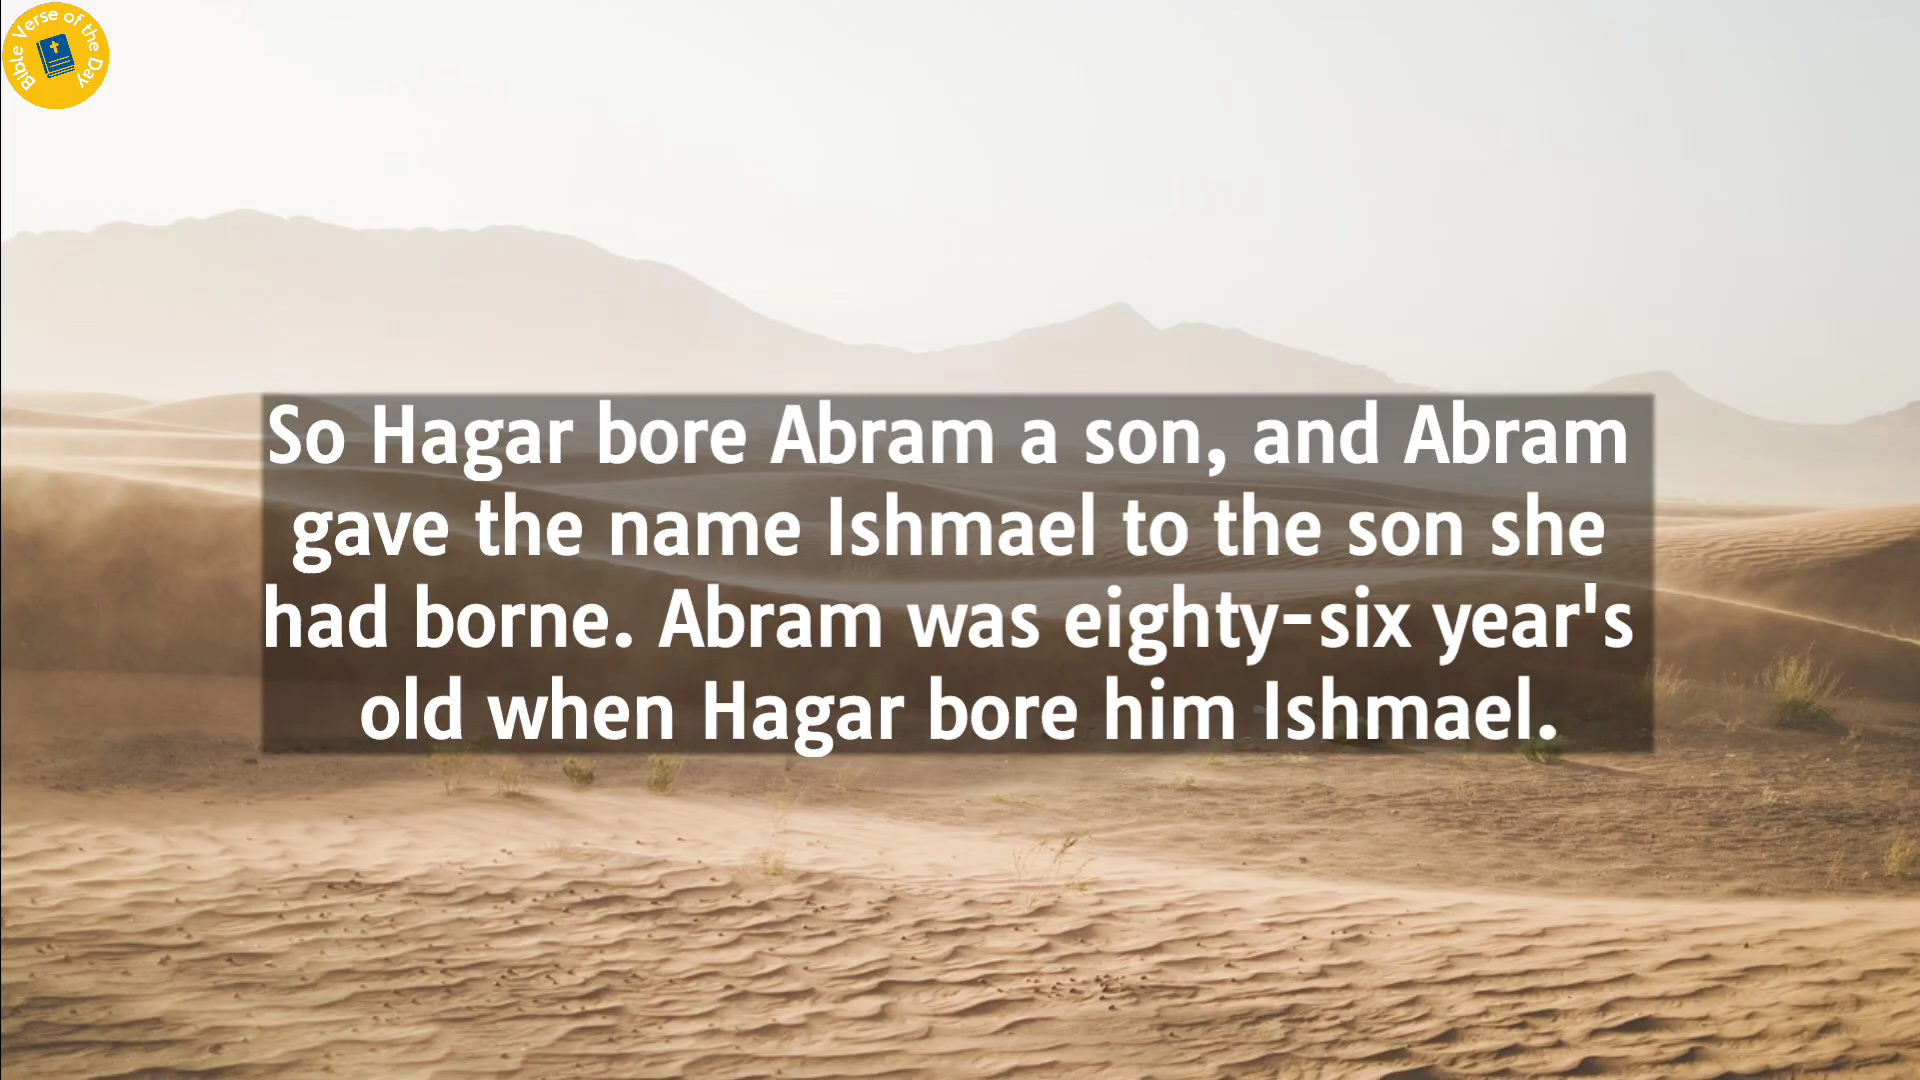 Bible Verse of the Day
So Hagar bore Abram a son, and Abram
gave the name Ishmael to the son she
had borne. Abram was eighty-six year's
old when Hagar bore him Ishmael.